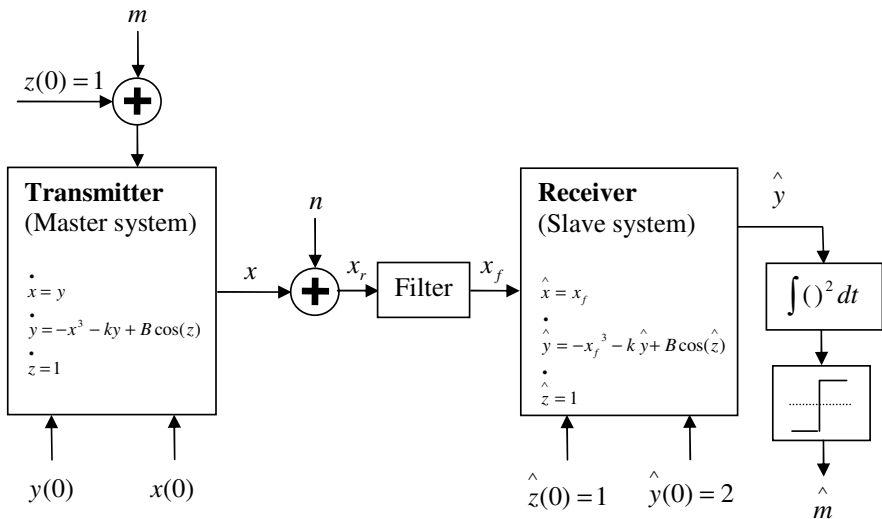 m
z(0) = 1
+
Transmitter
(Master system)
ẋ = y
ẏ = −x³ − ky + B cos(z)
ż = 1
y(0)
x(0)
x
n
+
x_r
Filter
x_f
Receiver
(Slave system)
x̂ = x_f
ŷ̇ = −x_f³ − k ŷ + B cos(ẑ)
ẑ̇ = 1
ẑ(0) = 1
ŷ(0) = 2
ŷ
∫()² dt
m̂